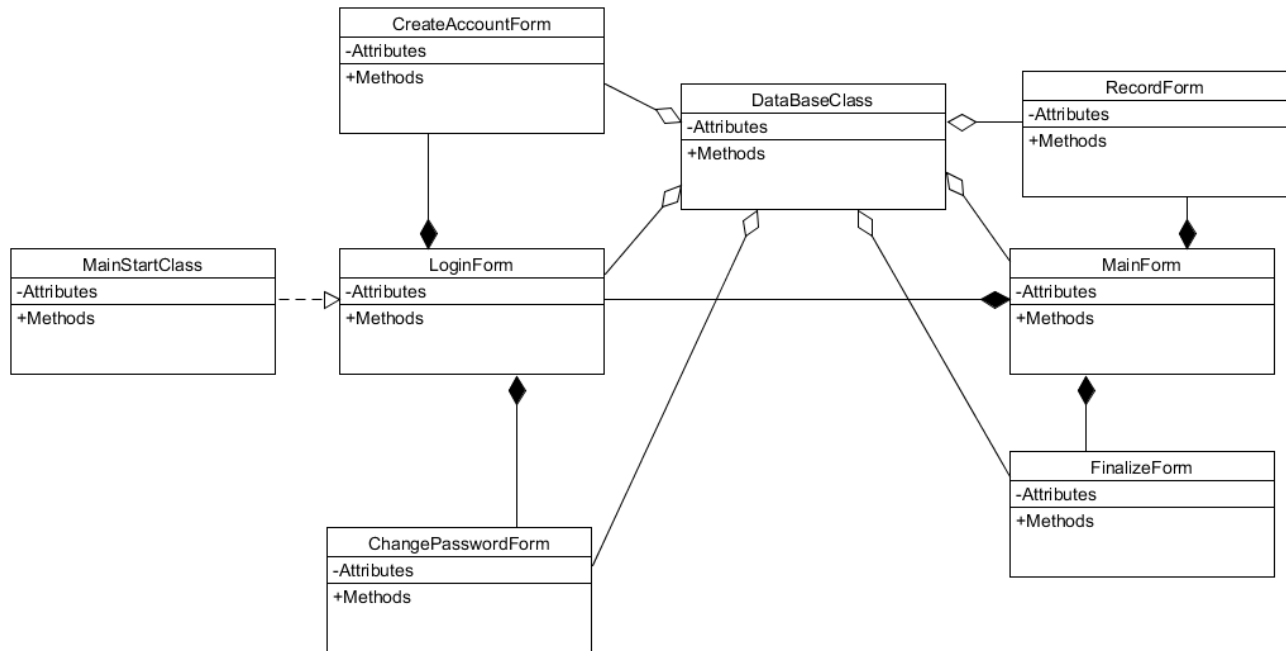 CreateAccountForm
-Attributes
+Methods
DataBaseClass
-Attributes
+Methods
RecordForm
-Attributes
+Methods
MainStartClass
-Attributes
+Methods
LoginForm
-Attributes
+Methods
MainForm
-Attributes
+Methods
FinalizeForm
-Attributes
+Methods
ChangePasswordForm
-Attributes
+Methods